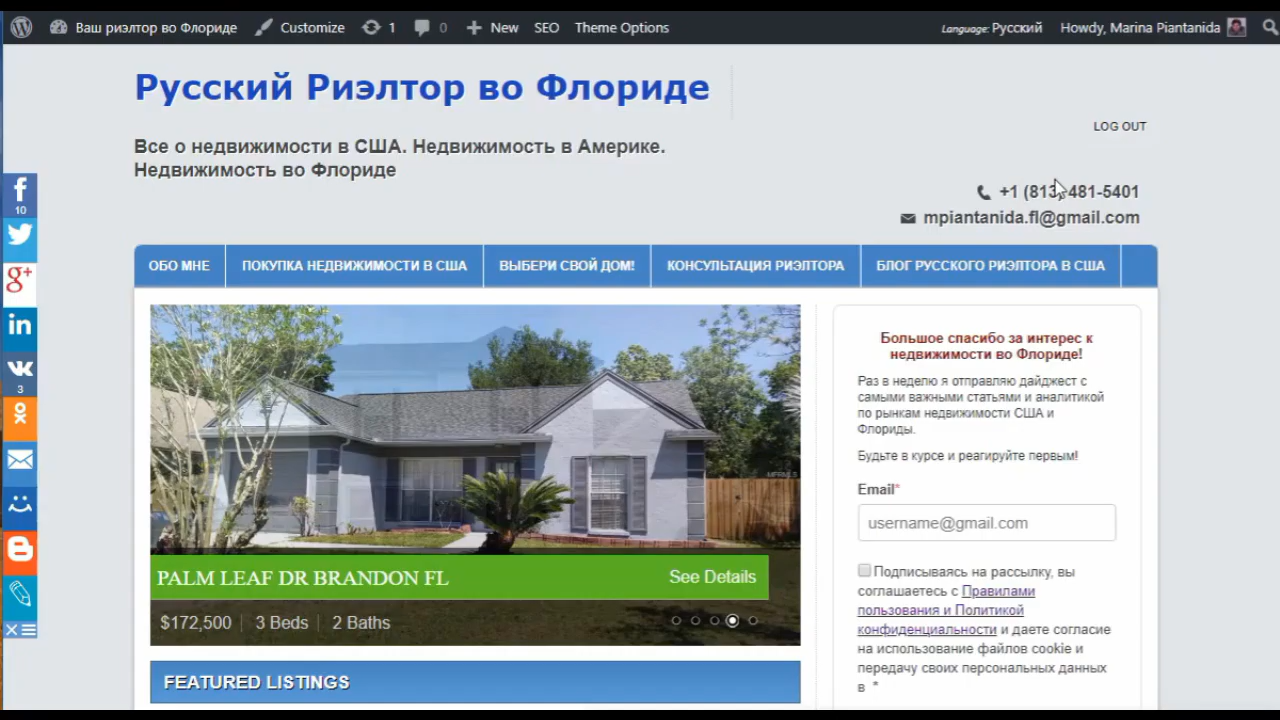 Ваш риэлтор во Флориде Customize 1 0 New SEO Theme Options Language: Русский Howdy, Marina Piantanida
Русский Риэлтор во Флориде
LOG OUT
Все о недвижимости в США. Недвижимость в Америке.
Недвижимость во Флориде
+1 (813) 481-5401
mpiantanida.fl@gmail.com
ОБО МНЕ ПОКУПКА НЕДВИЖИМОСТИ В США ВЫБЕРИ СВОЙ ДОМ! КОНСУЛЬТАЦИЯ РИЭЛТОРА БЛОГ РУССКОГО РИЭЛТОРА В США
10
3
PALM LEAF DR BRANDON FL See Details
$172,500 3 Beds 2 Baths
FEATURED LISTINGS
Большое спасибо за интерес к
недвижимости во Флориде!
Раз в неделю я отправляю дайджест с
самыми важными статьями и аналитикой
по рынкам недвижимости США и
Флориды.
Будьте в курсе и реагируйте первым!
Email*
username@gmail.com
Подписываясь на рассылку, вы
соглашаетесь с Правилами
пользования и Политикой
конфиденциальности и даете согласие
на использование файлов cookie и
передачу своих персональных данных
в *